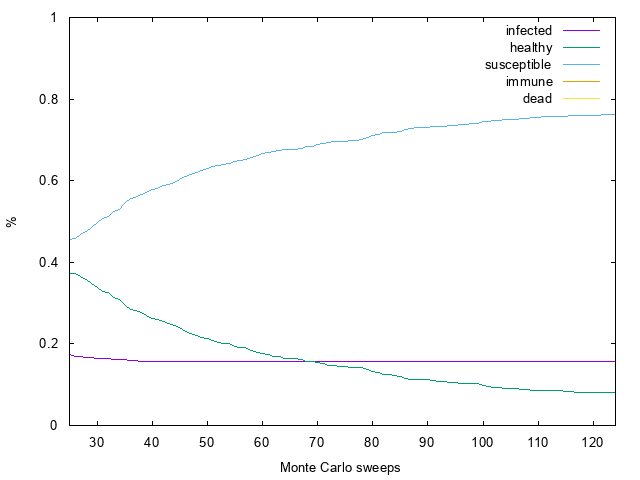 1
0.8
0.6
0.4
0.2
0
%
30 40 50 60 70 80 90 100 110 120
Monte Carlo sweeps
infected
healthy
susceptible
immune
dead